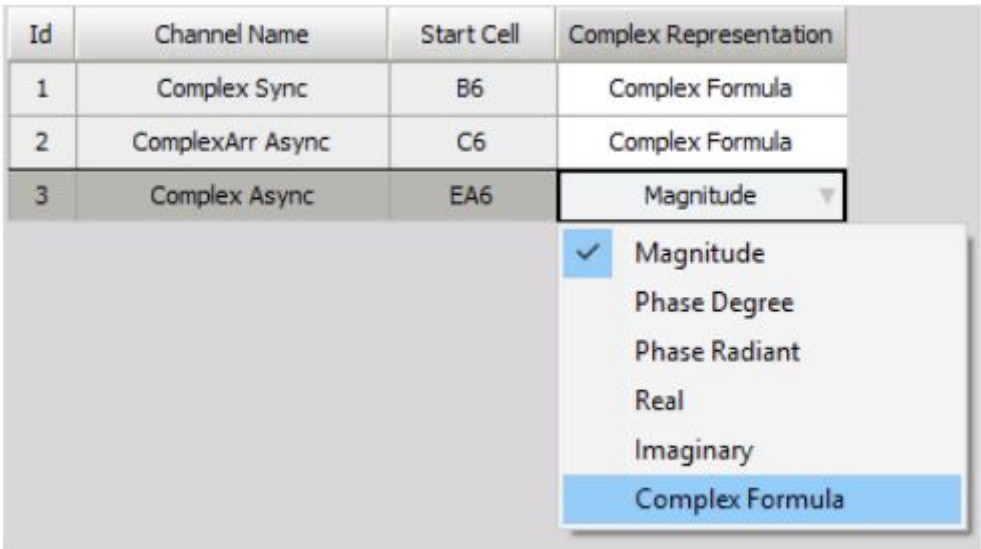 Id Channel Name Start Cell Complex Representation
1 Complex Sync B6 Complex Formula
2 ComplexArr Async C6 Complex Formula
3 Complex Async EA6 Magnitude
Magnitude
Phase Degree
Phase Radiant
Real
Imaginary
Complex Formula